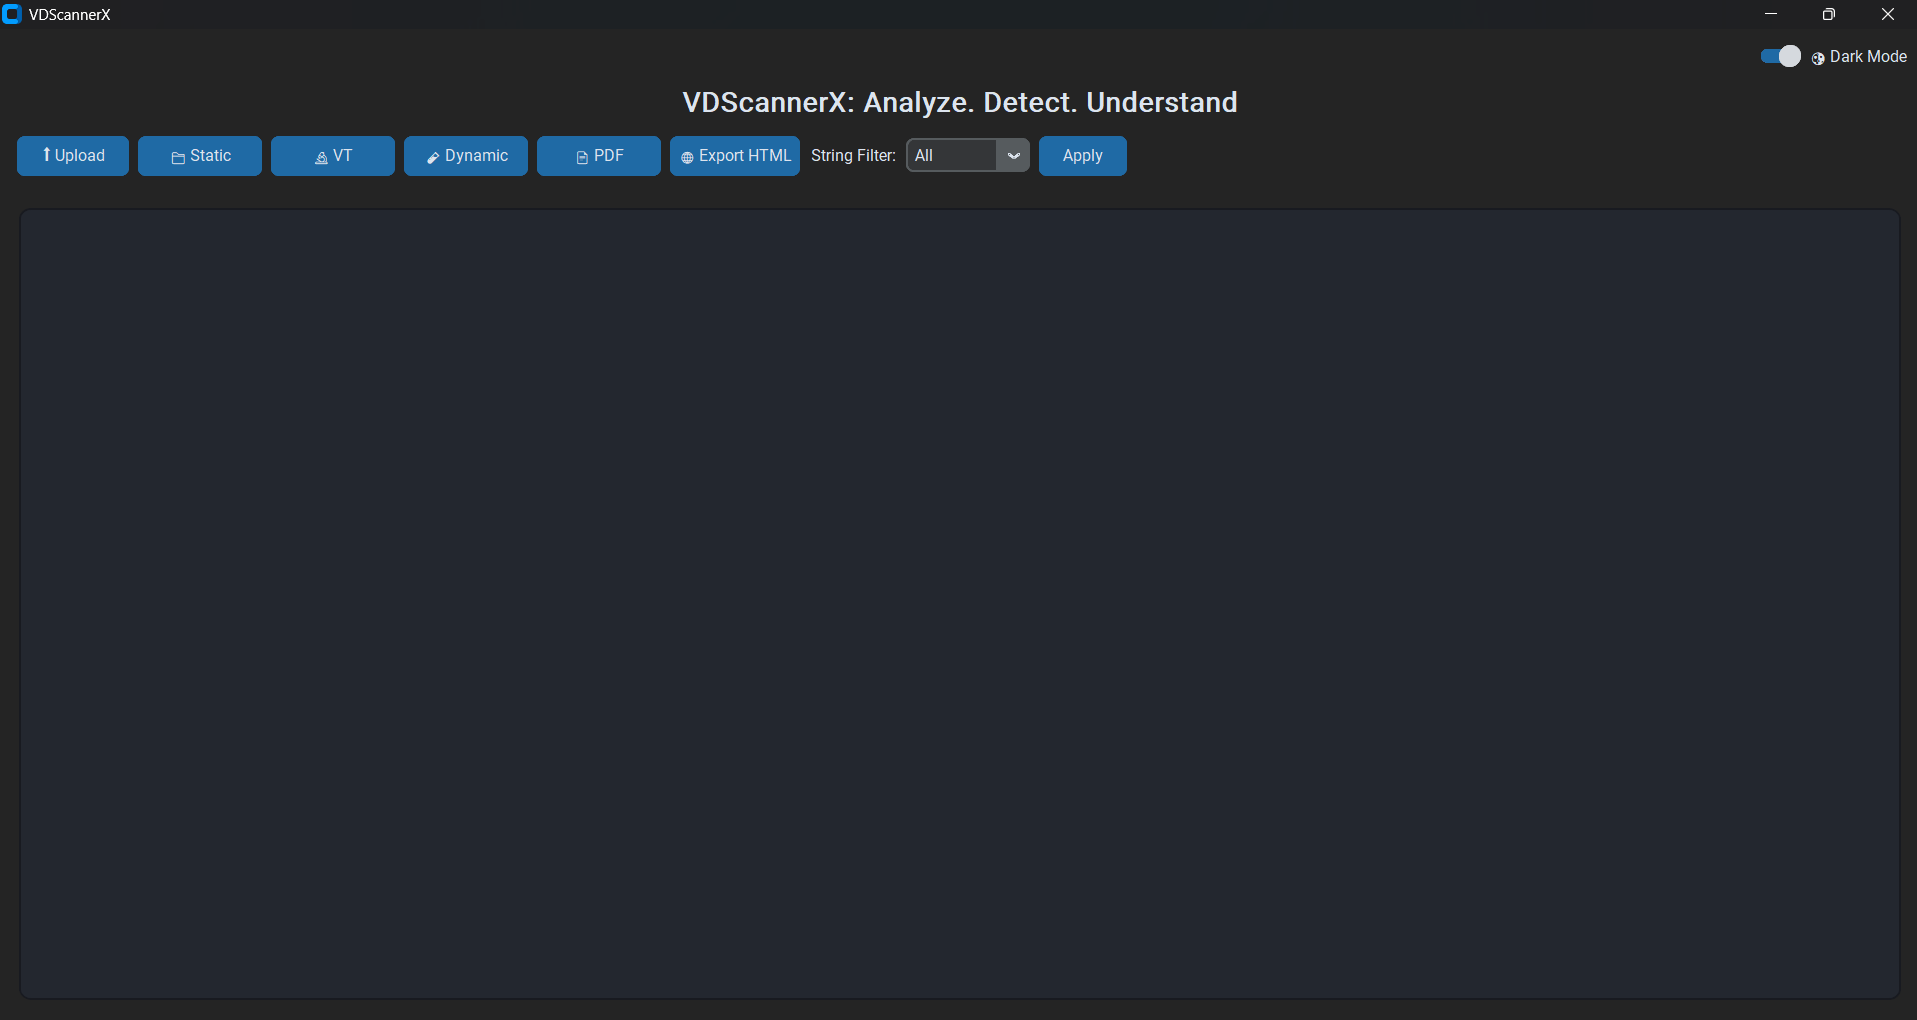 VDScannerX
Dark Mode
VDScannerX: Analyze. Detect. Understand
Upload Static VT Dynamic PDF Export HTML String Filter: All Apply